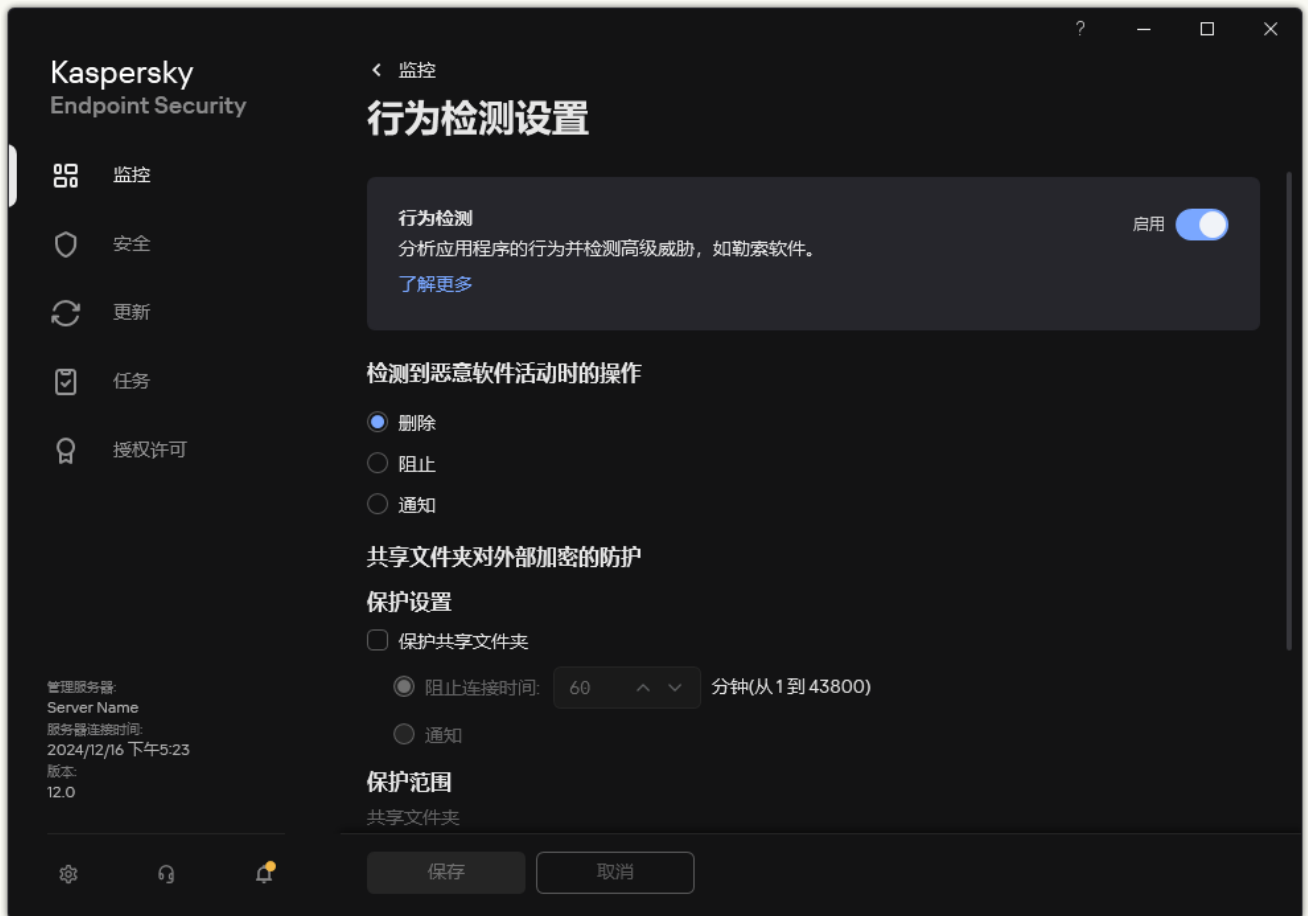 Kaspersky
Endpoint Security
监控
安全
更新
任务
授权许可
管理服务器:
Server Name
服务器连接时间:
2024/12/16 下午5:23
版本:
12.0
?
监控
行为检测设置
行为检测
启用
分析应用程序的行为并检测高级威胁，如勒索软件。
了解更多
检测到恶意软件活动时的操作
删除
阻止
通知
共享文件夹对外部加密的防护
保护设置
保护共享文件夹
阻止连接时间: 60 分钟(从 1 到 43800)
通知
保护范围
共享文件夹
保存 取消